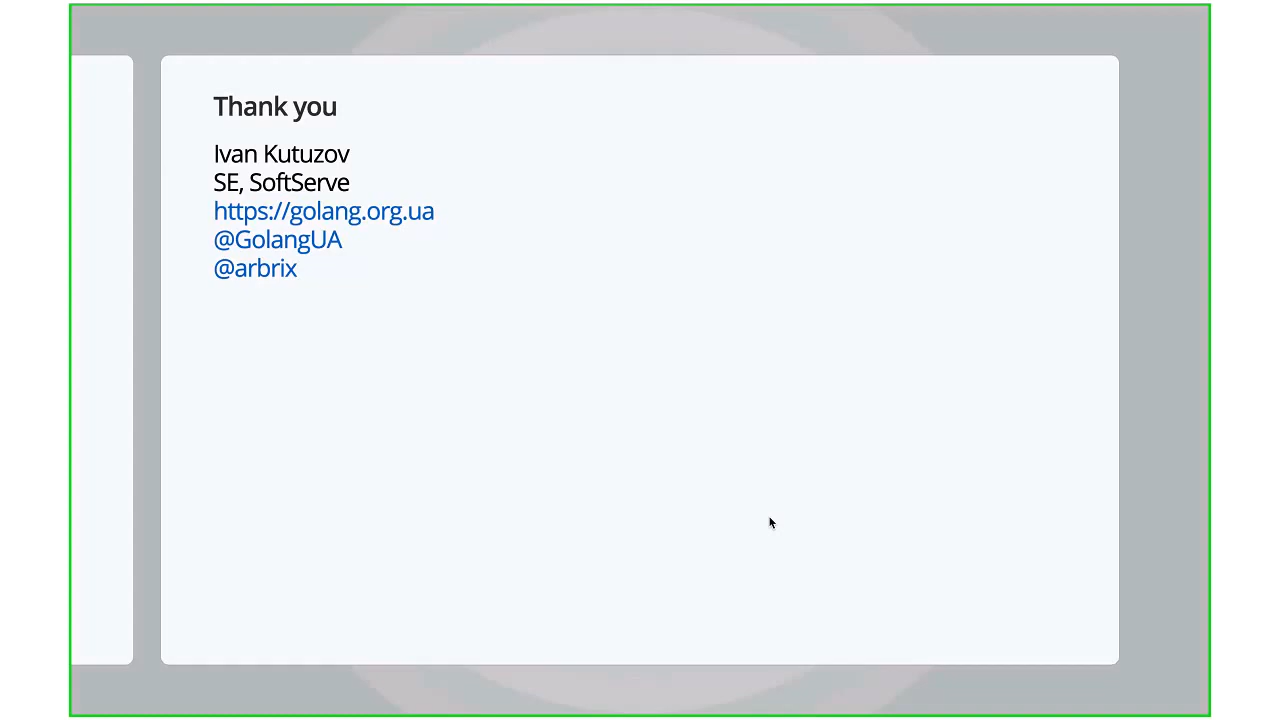 Thank you
Ivan Kutuzov
SE, SoftServe
https://golang.org.ua
@GolangUA
@arbrix